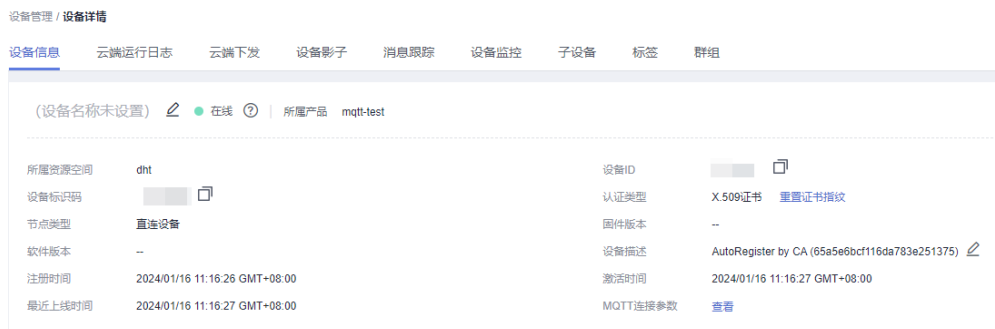 设备管理 / 设备详情
设备信息 云端运行日志 云端下发 设备影子 消息跟踪 设备监控 子设备 标签 群组
（设备名称未设置） 在线 所属产品 mqtt-test
所属资源空间 dht 设备ID
设备标识码 认证类型 X.509证书 重置证书指纹
节点类型 直连设备 固件版本 --
软件版本 -- 设备描述 AutoRegister by CA (65a5e6bcf116da783e251375)
注册时间 2024/01/16 11:16:26 GMT+08:00 激活时间 2024/01/16 11:16:27 GMT+08:00
最近上线时间 2024/01/16 11:16:27 GMT+08:00 MQTT连接参数 查看